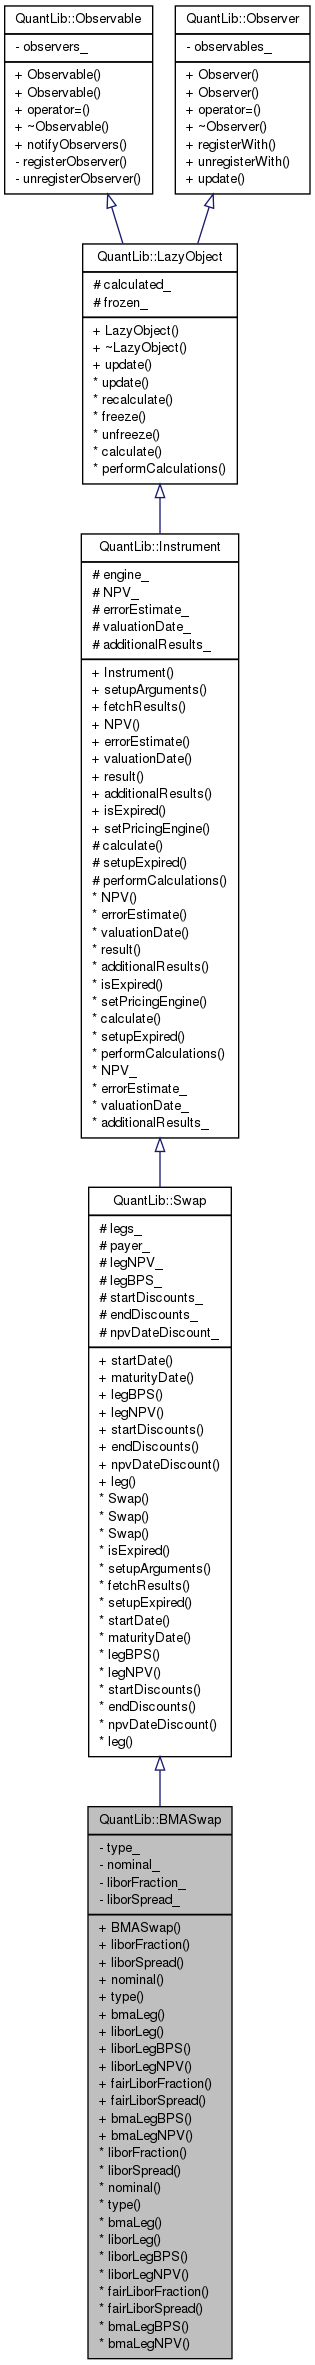 QuantLib::Observable
- observers_
+ Observable()
+ Observable()
+ operator=()
+ ~Observable()
+ notifyObservers()
- registerObserver()
- unregisterObserver()
QuantLib::Observer
- observables_
+ Observer()
+ Observer()
+ operator=()
+ ~Observer()
+ registerWith()
+ unregisterWith()
+ update()
QuantLib::LazyObject
# calculated_
# frozen_
+ LazyObject()
+ ~LazyObject()
+ update()
* update()
* recalculate()
* freeze()
* unfreeze()
* calculate()
* performCalculations()
QuantLib::Instrument
# engine_
# NPV_
# errorEstimate_
# valuationDate_
# additionalResults_
+ Instrument()
+ setupArguments()
+ fetchResults()
+ NPV()
+ errorEstimate()
+ valuationDate()
+ result()
+ additionalResults()
+ isExpired()
+ setPricingEngine()
# calculate()
# setupExpired()
# performCalculations()
* NPV()
* errorEstimate()
* valuationDate()
* result()
* additionalResults()
* isExpired()
* setPricingEngine()
* calculate()
* setupExpired()
* performCalculations()
* NPV_
* errorEstimate_
* valuationDate_
* additionalResults_
QuantLib::Swap
# legs_
# payer_
# legNPV_
# legBPS_
# startDiscounts_
# endDiscounts_
# npvDateDiscount_
+ startDate()
+ maturityDate()
+ legBPS()
+ legNPV()
+ startDiscounts()
+ endDiscounts()
+ npvDateDiscount()
+ leg()
* Swap()
* Swap()
* Swap()
* isExpired()
* setupArguments()
* fetchResults()
* setupExpired()
* startDate()
* maturityDate()
* legBPS()
* legNPV()
* startDiscounts()
* endDiscounts()
* npvDateDiscount()
* leg()
QuantLib::BMASwap
- type_
- nominal_
- liborFraction_
- liborSpread_
+ BMASwap()
+ liborFraction()
+ liborSpread()
+ nominal()
+ type()
+ bmaLeg()
+ liborLeg()
+ liborLegBPS()
+ liborLegNPV()
+ fairLiborFraction()
+ fairLiborSpread()
+ bmaLegBPS()
+ bmaLegNPV()
* liborFraction()
* liborSpread()
* nominal()
* type()
* bmaLeg()
* liborLeg()
* liborLegBPS()
* liborLegNPV()
* fairLiborFraction()
* fairLiborSpread()
* bmaLegBPS()
* bmaLegNPV()